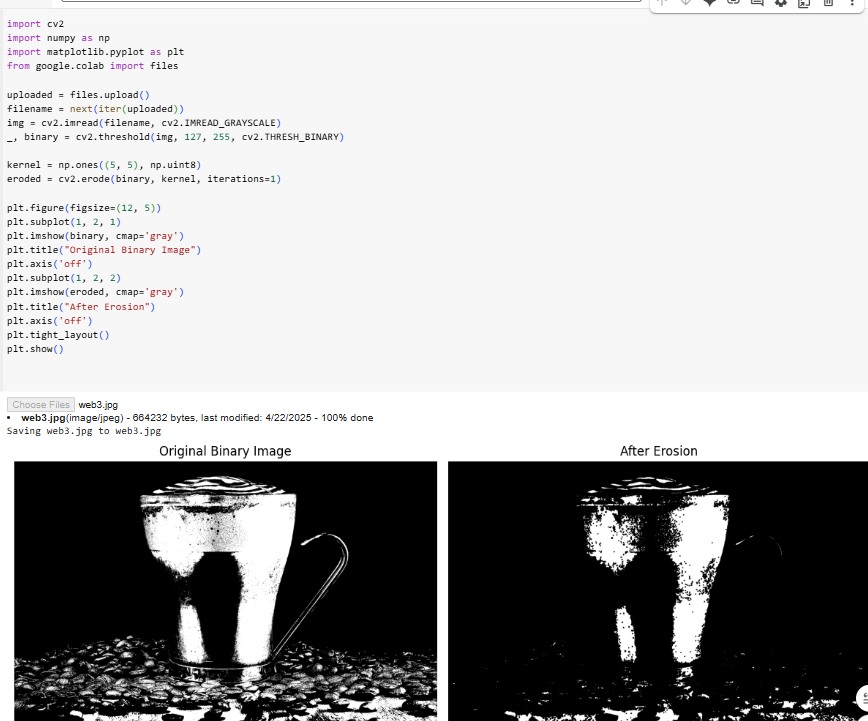 import cv2
import numpy as np
import matplotlib.pyplot as plt
from google.colab import files

uploaded = files.upload()
filename = next(iter(uploaded))
img = cv2.imread(filename, cv2.IMREAD_GRAYSCALE)
_, binary = cv2.threshold(img, 127, 255, cv2.THRESH_BINARY)

kernel = np.ones((5, 5), np.uint8)
eroded = cv2.erode(binary, kernel, iterations=1)

plt.figure(figsize=(12, 5))
plt.subplot(1, 2, 1)
plt.imshow(binary, cmap='gray')
plt.title("Original Binary Image")
plt.axis('off')
plt.subplot(1, 2, 2)
plt.imshow(eroded, cmap='gray')
plt.title("After Erosion")
plt.axis('off')
plt.tight_layout()
plt.show()

Choose Files web3.jpg
• web3.jpg(image/jpeg) - 664232 bytes, last modified: 4/22/2025 - 100% done
Saving web3.jpg to web3.jpg
Original Binary Image After Erosion